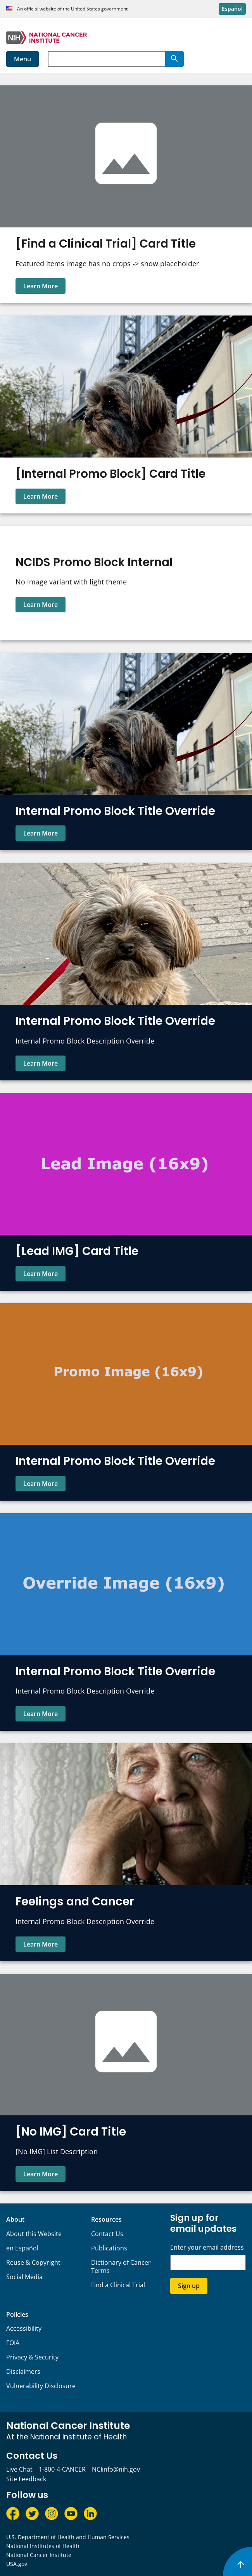 An official website of the United States government
Español
NIH NATIONAL CANCER
INSTITUTE
Menu
[Find a Clinical Trial] Card Title
Featured Items image has no crops -> show placeholder
Learn More
[Internal Promo Block] Card Title
Learn More
NCIDS Promo Block Internal
No image variant with light theme
Learn More
Internal Promo Block Title Override
Learn More
Internal Promo Block Title Override
Internal Promo Block Description Override
Learn More
Lead Image (16x9)
[Lead IMG] Card Title
Learn More
Promo Image (16x9)
Internal Promo Block Title Override
Learn More
Override Image (16x9)
Internal Promo Block Title Override
Internal Promo Block Description Override
Learn More
Feelings and Cancer
Internal Promo Block Description Override
Learn More
[No IMG] Card Title
[No IMG] List Description
Learn More
About
About this Website
en Español
Reuse & Copyright
Social Media
Resources
Contact Us
Publications
Dictionary of Cancer
Terms
Find a Clinical Trial
Sign up for
email updates
Enter your email address
Sign up
Policies
Accessibility
FOIA
Privacy & Security
Disclaimers
Vulnerability Disclosure
National Cancer Institute
At the National Institute of Health
Contact Us
Live Chat 1-800-4-CANCER NCIinfo@nih.gov
Site Feedback
Follow us
U.S. Department of Health and Human Services
National Institutes of Health
National Cancer Institute
USA.gov